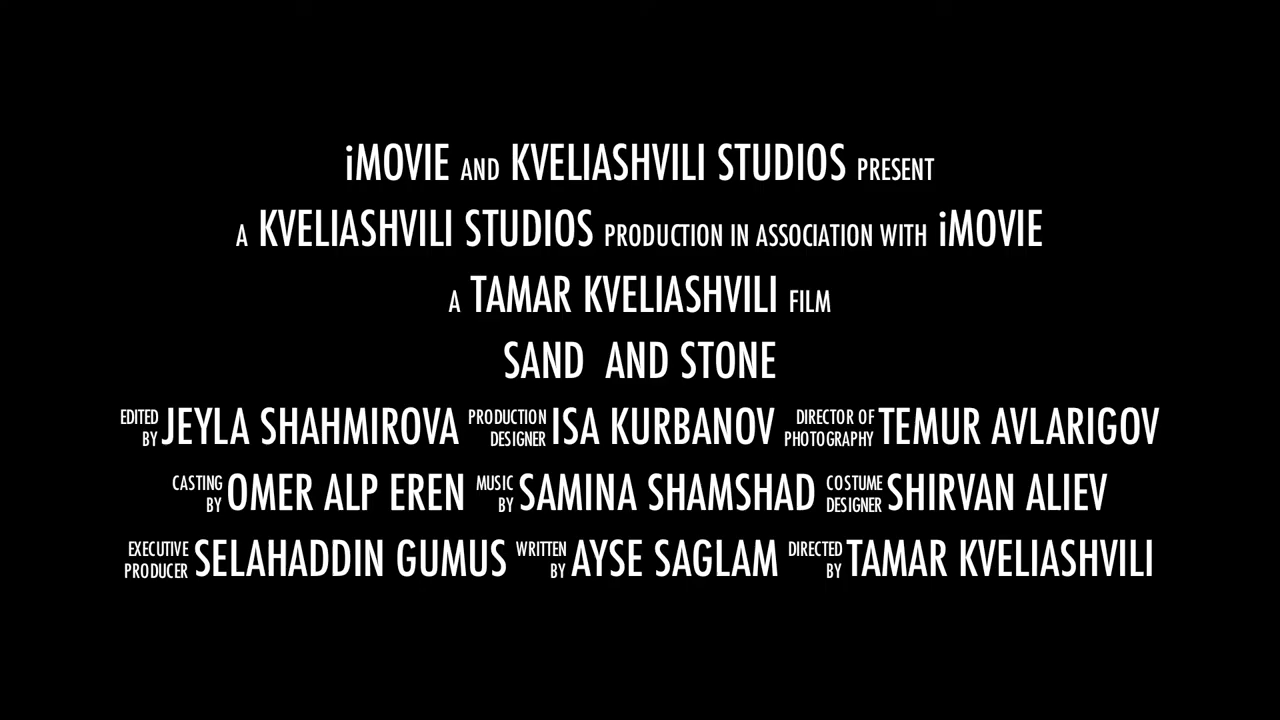 iMOVIE AND KVELIASHVILI STUDIOS PRESENT
A KVELIASHVILI STUDIOS PRODUCTION IN ASSOCIATION WITH iMOVIE
A TAMAR KVELIASHVILI FILM
SAND  AND STONE
EDITED BY JEYLA SHAHMIROVA PRODUCTION DESIGNER ISA KURBANOV DIRECTOR OF PHOTOGRAPHY TEMUR AVLARIGOV
CASTING BY OMER ALP EREN MUSIC BY SAMINA SHAMSHAD COSTUME DESIGNER SHIRVAN ALIEV
EXECUTIVE PRODUCER SELAHADDIN GUMUS WRITTEN BY AYSE SAGLAM DIRECTED BY TAMAR KVELIASHVILI